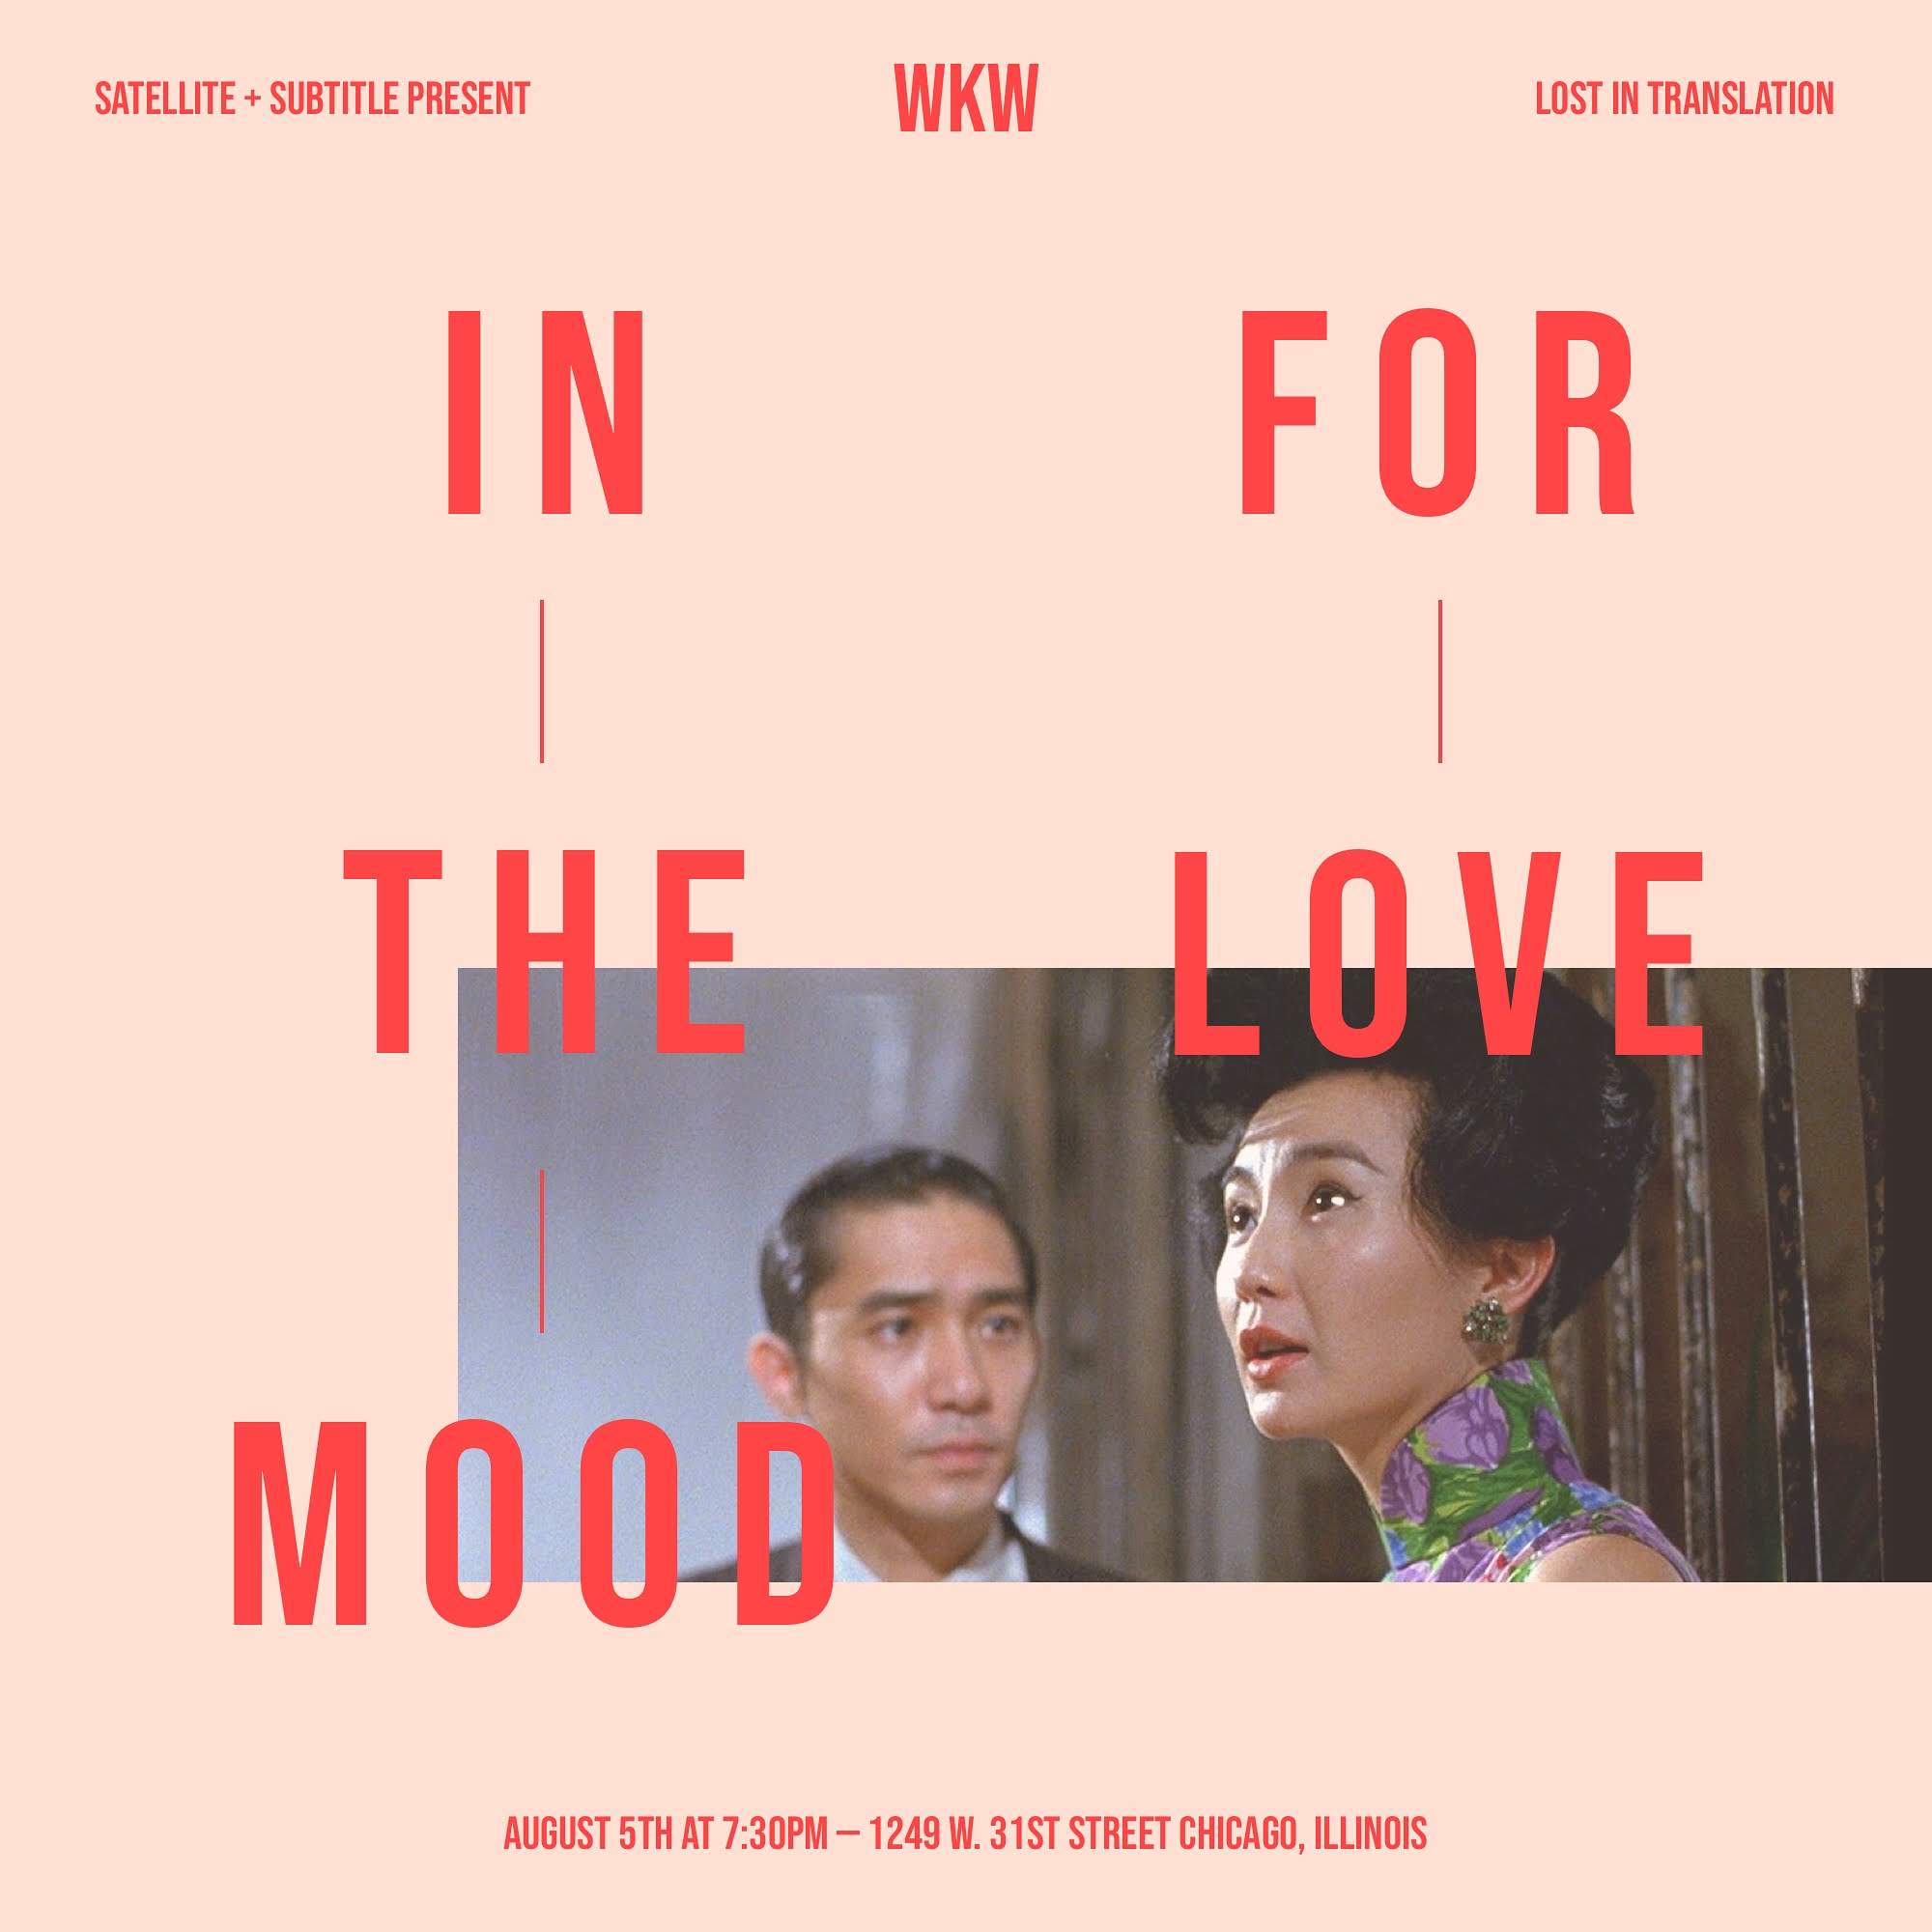 SATELLITE + SUBTITLE PRESENT
WKW
LOST IN TRANSLATION
IN
THE
MOOD
FOR
LOVE
AUGUST 5TH AT 7:30PM — 1249 W. 31ST STREET CHICAGO, ILLINOIS